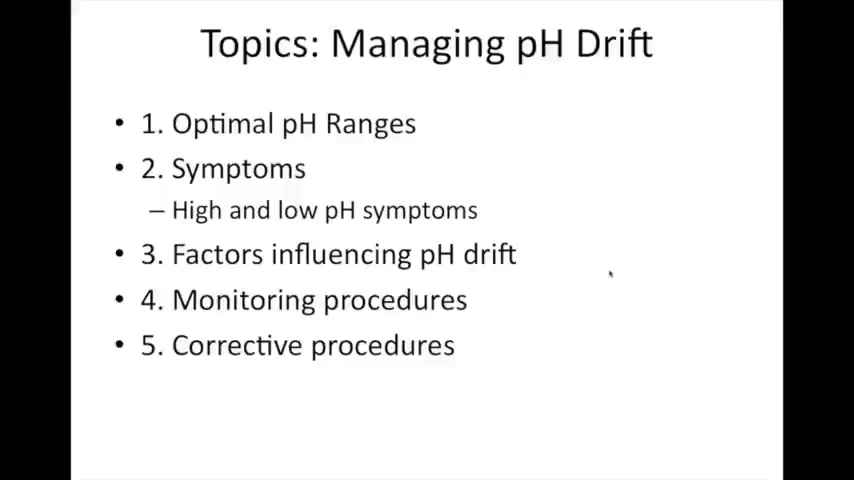 Topics: Managing pH Drift
• 1. Optimal pH Ranges
• 2. Symptoms
– High and low pH symptoms
• 3. Factors influencing pH drift
• 4. Monitoring procedures
• 5. Corrective procedures